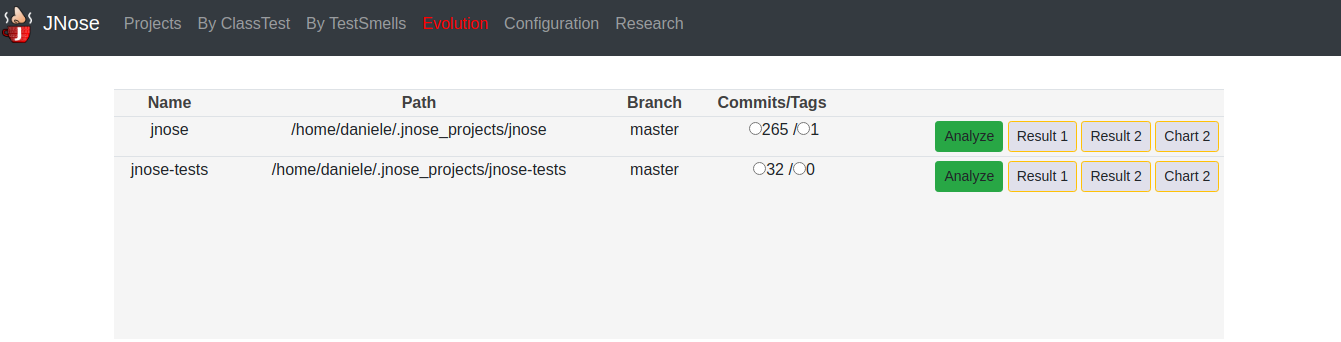 JNose Projects By ClassTest By TestSmells Evolution Configuration Research
Name Path Branch Commits/Tags
jnose /home/daniele/.jnose_projects/jnose master 265 / 1 Analyze Result 1 Result 2 Chart 2
jnose-tests /home/daniele/.jnose_projects/jnose-tests master 32 / 0 Analyze Result 1 Result 2 Chart 2